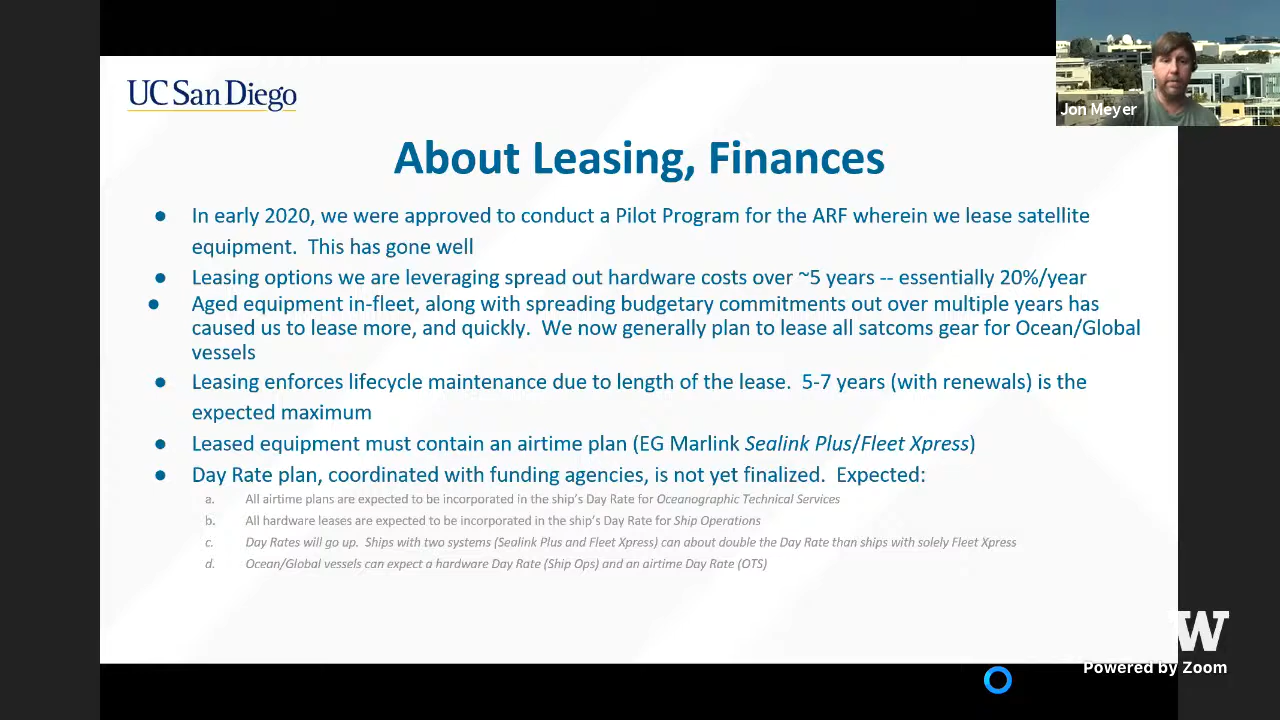 UC San Diego
Jon Meyer
About Leasing, Finances
● In early 2020, we were approved to conduct a Pilot Program for the ARF wherein we lease satellite
equipment.  This has gone well
● Leasing options we are leveraging spread out hardware costs over ~5 years -- essentially 20%/year
● Aged equipment in-fleet, along with spreading budgetary commitments out over multiple years has
caused us to lease more, and quickly.  We now generally plan to lease all satcoms gear for Ocean/Global
vessels
● Leasing enforces lifecycle maintenance due to length of the lease.  5-7 years (with renewals) is the
expected maximum
● Leased equipment must contain an airtime plan (EG Marlink Sealink Plus/Fleet Xpress)
● Day Rate plan, coordinated with funding agencies, is not yet finalized.  Expected:
a. All airtime plans are expected to be incorporated in the ship's Day Rate for Oceanographic Technical Services
b. All hardware leases are expected to be incorporated in the ship's Day Rate for Ship Operations
c. Day Rates will go up.  Ships with two systems (Sealink Plus and Fleet Xpress) can about double the Day Rate than ships with solely Fleet Xpress
d. Ocean/Global vessels can expect a hardware Day Rate (Ship Ops) and an airtime Day Rate (OTS)
W
Powered by Zoom